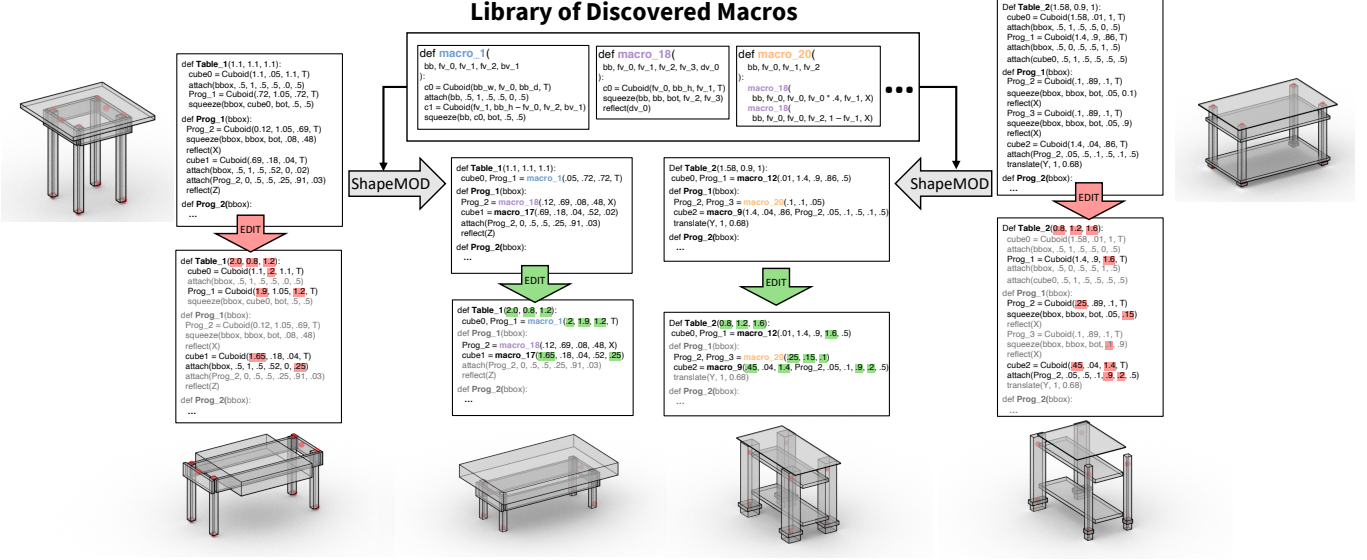 Library of Discovered Macros
def macro_1(
bb, fv_0, fv_1, fv_2, bv_1
):
c0 = Cuboid(bb_w, fv_0, bb_d, T)
attach(bb, .5, 1, .5, .5, 0, .5)
c1 = Cuboid(fv_1, bb_h – fv_0, fv_2, bv_1)
squeeze(bb, c0, bot, .5, .5)
def macro_18(
bb, fv_0, fv_1, fv_2, fv_3, dv_0
):
c0 = Cuboid(fv_0, bb_h, fv_1, T)
squeeze(bb, bb, bot, fv_2, fv_3)
reflect(dv_0)
def macro_20(
bb, fv_0, fv_1, fv_2
):
macro_18(
bb, fv_0, fv_0, fv_0 * .4, fv_1, X)
macro_18(
bb, fv_0, fv_0, fv_2, 1 – fv_1, X)
•••
def Table_1(1.1, 1.1, 1.1):
cube0 = Cuboid(1.1, .05, 1.1, T)
attach(bbox, .5, 1, .5, .5, .0, .5)
Prog_1 = Cuboid(.72, 1.05, .72, T)
squeeze(bbox, cube0, bot, .5, .5)
def Prog_1(bbox):
Prog_2 = Cuboid(0.12, 1.05, .69, T)
squeeze(bbox, bbox, bot, .08, .48)
reflect(X)
cube1 = Cuboid(.69, .18, .04, T)
attach(bbox, .5, 1, .5, .52, 0, .02)
attach(Prog_2, 0, .5, .5, .25, .91, .03)
reflect(Z)
def Prog_2(bbox):
...
EDIT
def Table_1(2.0, 0.8, 1.2):
cube0 = Cuboid(1.1, .2, 1.1, T)
attach(bbox, .5, 1, .5, .5, .0, .5)
Prog_1 = Cuboid(1.9, 1.05, 1.2, T)
squeeze(bbox, cube0, bot, .5, .5)
def Prog_1(bbox):
Prog_2 = Cuboid(0.12, 1.05, .69, T)
squeeze(bbox, bbox, bot, .08, .48)
reflect(X)
cube1 = Cuboid(1.65, .18, .04, T)
attach(bbox, .5, 1, .5, .52, 0, .25)
attach(Prog_2, 0, .5, .5, .25, .91, .03)
reflect(Z)
def Prog_2(bbox):
...
ShapeMOD
def Table_1(1.1, 1.1, 1.1):
cube0, Prog_1 = macro_1(.05, .72, .72, T)
def Prog_1(bbox):
Prog_2 = macro_18(.12, .69, .08, .48, X)
cube1 = macro_17(.69, .18, .04, .52, .02)
attach(Prog_2, 0, .5, .5, .25, .91, .03)
reflect(Z)
def Prog_2(bbox):
...
EDIT
def Table_1(2.0, 0.8, 1.2):
cube0, Prog_1 = macro_1(.2, 1.9, 1.2, T)
def Prog_1(bbox):
Prog_2 = macro_18(.12, .69, .08, .48, X)
cube1 = macro_17(1.65, .18, .04, .52, .25)
attach(Prog_2, 0, .5, .5, .25, .91, .03)
reflect(Z)
def Prog_2(bbox):
...
def Table_2(1.58, 0.9, 1):
cube0, Prog_1 = macro_12(.01, 1.4, .9, .86, .5)
def Prog_1(bbox):
Prog_2, Prog_3 = macro_20(.1, .1, .05)
cube2 = macro_9(1.4, .04, .86, Prog_2, .05, .1, .5, .1, .5)
translate(Y, 1, 0.68)
def Prog_2(bbox):
...
EDIT
def Table_2(0.8, 1.2, 1.6):
cube0, Prog_1 = macro_12(.01, 1.4, .9, 1.6, .5)
def Prog_1(bbox):
Prog_2, Prog_3 = macro_20(.25, .15, .1)
cube2 = macro_9(.45, .04, 1.4, Prog_2, .05, .1, .9, .2, .5)
translate(Y, 1, 0.68)
def Prog_2(bbox):
...
ShapeMOD
Def Table_2(1.58, 0.9, 1):
cube0 = Cuboid(1.58, .01, 1, T)
attach(bbox, .5, 1, .5, .5, 0, .5)
Prog_1 = Cuboid(1.4, .9, .86, T)
attach(bbox, .5, 0, .5, .5, 1, .5)
attach(cube0, .5, 1, .5, .5, .5, .5)
def Prog_1(bbox):
Prog_2 = Cuboid(.1, .89, .1, T)
squeeze(bbox, bbox, bot, .05, 0.1)
reflect(X)
Prog_3 = Cuboid(.1, .89, .1, T)
squeeze(bbox, bbox, bot, .05, .9)
reflect(X)
cube2 = Cuboid(1.4, .04, .86, T)
attach(Prog_2, .05, .5, .1, .5, .1, .5)
translate(Y, 1, 0.68)
def Prog_2(bbox):
...
EDIT
Def Table_2(0.8, 1.2, 1.6):
cube0 = Cuboid(1.58, .01, 1, T)
attach(bbox, .5, 1, .5, .5, 0, .5)
Prog_1 = Cuboid(1.4, .9, 1.6, T)
attach(bbox, .5, 0, .5, .5, 1, .5)
attach(cube0, .5, 1, .5, .5, .5, .5)
def Prog_1(bbox):
Prog_2 = Cuboid(.25, .89, .1, T)
squeeze(bbox, bbox, bot, .05, .15)
reflect(X)
Prog_3 = Cuboid(.1, .89, .1, T)
squeeze(bbox, bbox, bot, .1, .9)
reflect(X)
cube2 = Cuboid(.45, .04, 1.4, T)
attach(Prog_2, .05, .5, .1, .9, .2, .5)
translate(Y, 1, 0.68)
def Prog_2(bbox):
...